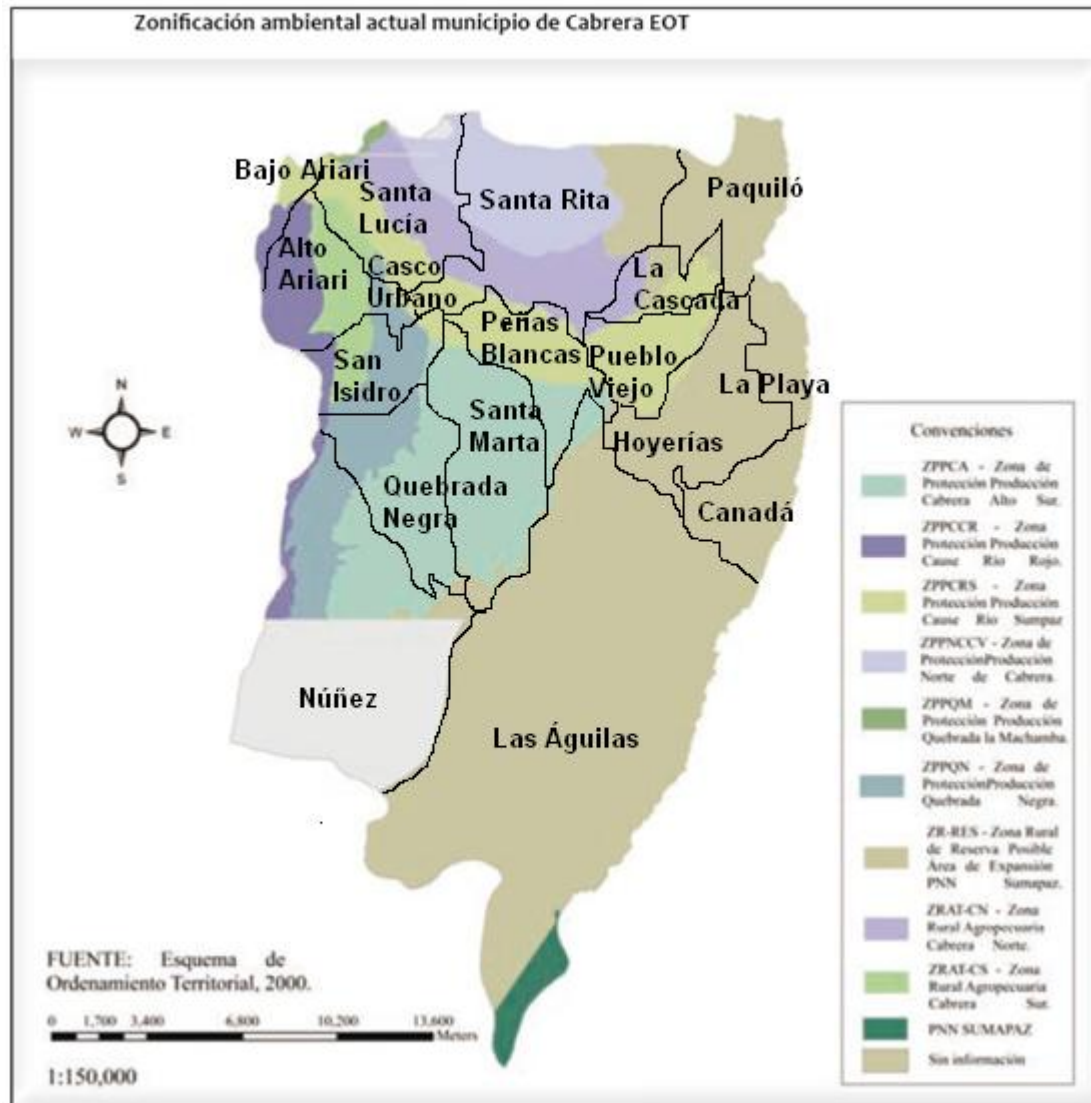 Zonificación ambiental actual municipio de Cabrera EOT
Bajo Ariari
Santa
Lucía
Santa Rita
Paquiló
Alto
Ariari
Casco
Urbano
La
Cascada
Peñas
Blancas
Pueblo
Viejo
San
Isidro
La Playa
Santa
Marta
Hoyerías
Quebrada
Negra
Canadá
Núñez
Las Águilas
N
W
E
S
Convenciones
ZPPCA - Zona de
Protección Producción
Cabrera Alto Sur.
ZPPCCR - Zona
Protección Producción
Cause Río Rojo.
ZPPCRS - Zona
Protección Producción
Cause Río Sumpaz
ZPPNCCV - Zona de
ProtecciónProducción
Norte de Cabrera.
ZPPQM - Zona de
Protección Producción
Quebrada la Machamba.
ZPPQN - Zona de
ProtecciónProducción
Quebrada Negra.
ZR-RES - Zona Rural
de Reserva Posible
Área de Expansión
PNN Sumapaz.
ZRAT-CN - Zona
Rural Agropecuaria
Cabrera Norte.
ZRAT-CS - Zona
Rural Agropecuaria
Cabrera Sur.
PNN SUMAPAZ
Sin información
FUENTE: Esquema de
Ordenamiento Territorial, 2000.
0 1,700 3,400 6,800 10,200 13,600
Meters
1:150,000